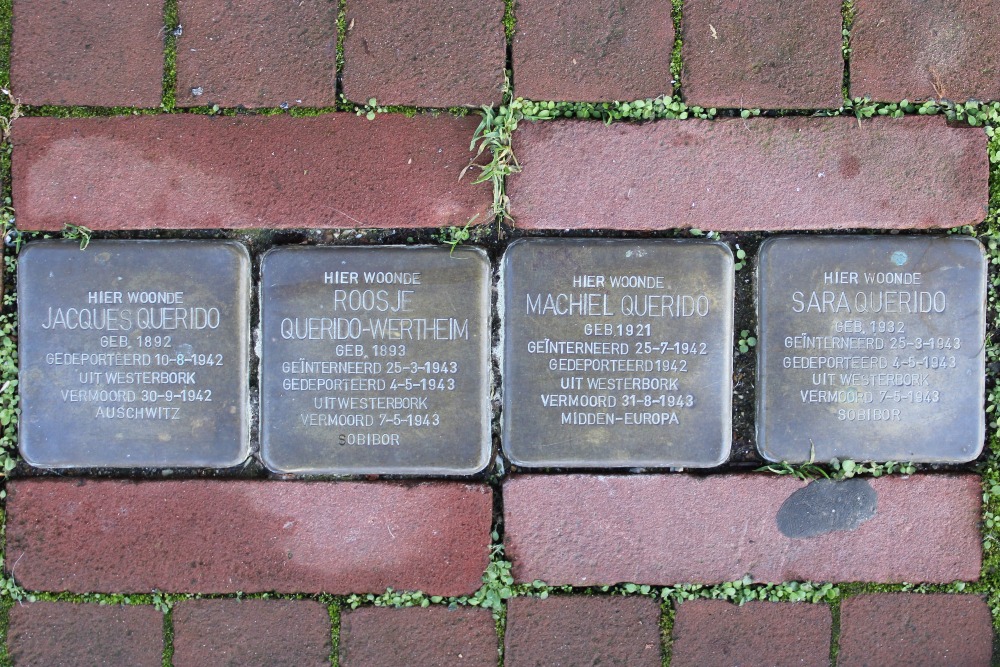 HIER WOONDE
JACQUES QUERIDO
GEB. 1892
GEDEPORTEERD 10-8-1942
UIT WESTERBORK
VERMOORD 30-9-1942
AUSCHWITZ
HIER WOONDE
ROOSJE
QUERIDO-WERTHEIM
GEB. 1893
GEÏNTERNEERD 25-3-1943
GEDEPORTEERD 4-5-1943
UIT WESTERBORK
VERMOORD 7-5-1943
SOBIBOR
HIER WOONDE
MACHIEL QUERIDO
GEB. 1921
GEÏNTERNEERD 25-7-1942
GEDEPORTEERD 1942
UIT WESTERBORK
VERMOORD 31-8-1943
MIDDEN-EUROPA
HIER WOONDE
SARA QUERIDO
GEB. 1932
GEÏNTERNEERD 25-3-1943
GEDEPORTEERD 4-5-1943
UIT WESTERBORK
VERMOORD 7-5-1943
SOBIBOR